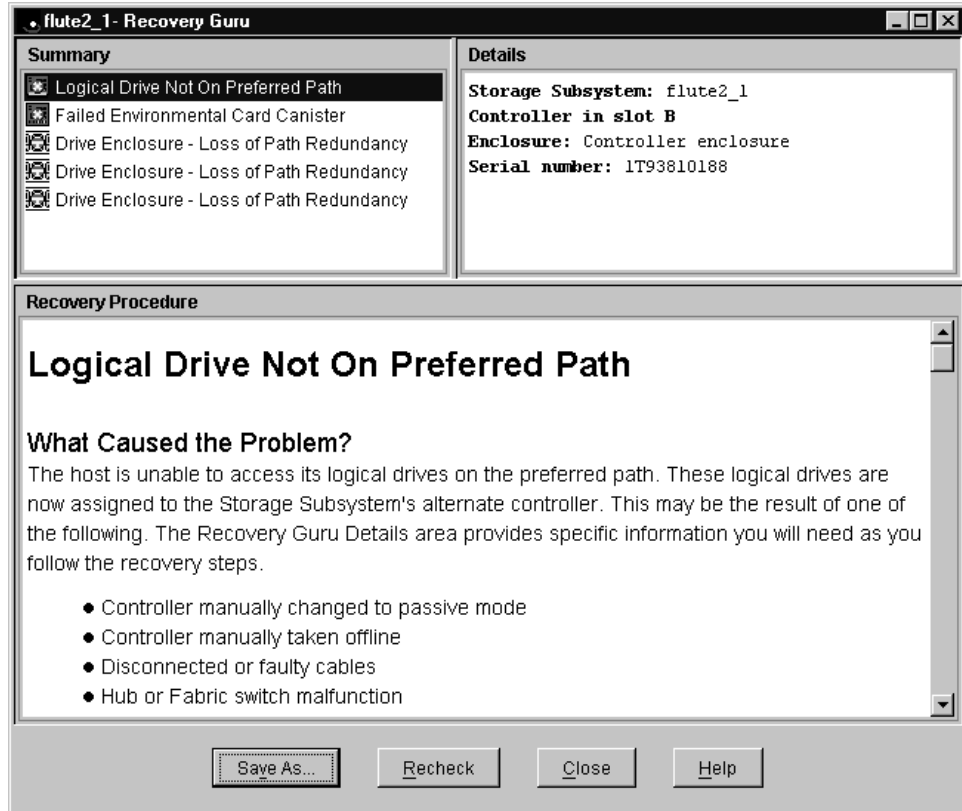 flute2_1- Recovery Guru
Summary
Logical Drive Not On Preferred Path
Failed Environmental Card Canister
Drive Enclosure - Loss of Path Redundancy
Drive Enclosure - Loss of Path Redundancy
Drive Enclosure - Loss of Path Redundancy
Details
Storage Subsystem: flute2_1
Controller in slot B
Enclosure: Controller enclosure
Serial number: 1T93810188
Recovery Procedure
Logical Drive Not On Preferred Path
What Caused the Problem?
The host is unable to access its logical drives on the preferred path. These logical drives are
now assigned to the Storage Subsystem's alternate controller. This may be the result of one of
the following. The Recovery Guru Details area provides specific information you will need as you
follow the recovery steps.
● Controller manually changed to passive mode
● Controller manually taken offline
● Disconnected or faulty cables
● Hub or Fabric switch malfunction
Save As...
Recheck
Close
Help